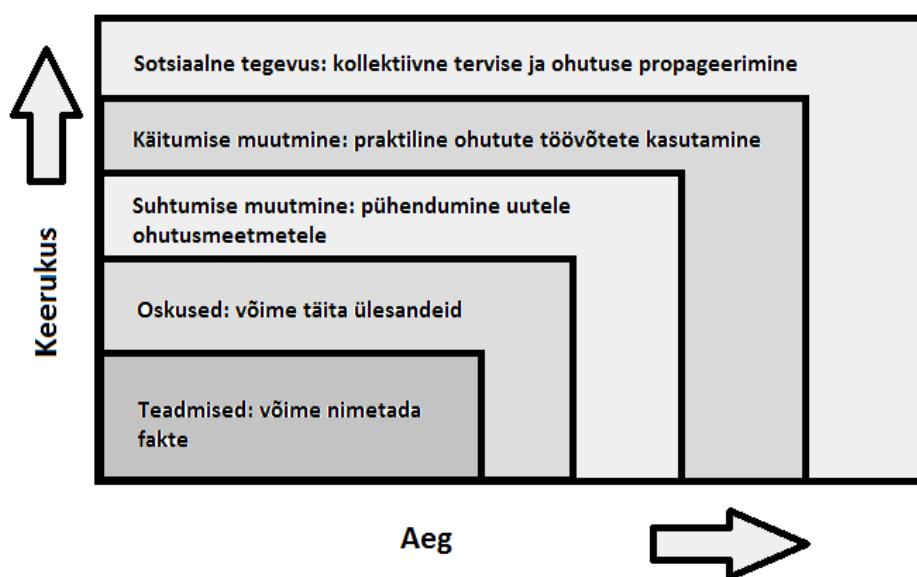 Sotsiaalne tegevus: kollektiivne tervise ja ohutuse propageerimine
Käitumise muutmine: praktiline ohutute töövõtete kasutamine
Suhtumise muutmine: pühendumine uutele
ohutusmeetmetele
Oskused: võime täita ülesandeid
Teadmised: võime nimetada
fakte
Keerukus
Aeg